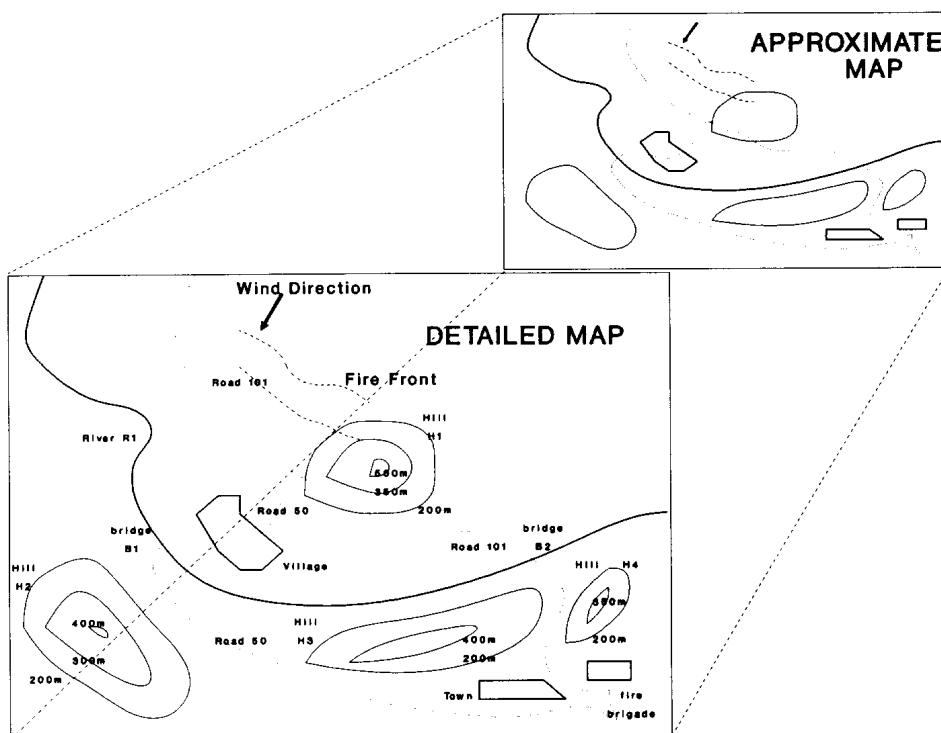 APPROXIMATE
MAP
Wind Direction
DETAILED MAP
Road 101
Fire Front
Hill
H1
River R1
550m
350m
200m
Road 50
bridge
B1
bridge
B2
Road 101
Village
Hill
H2
Hill H4
400m
350m
Hill
H3
Road 50
200m
400m
200m
300m
200m
Town
fire
brigade